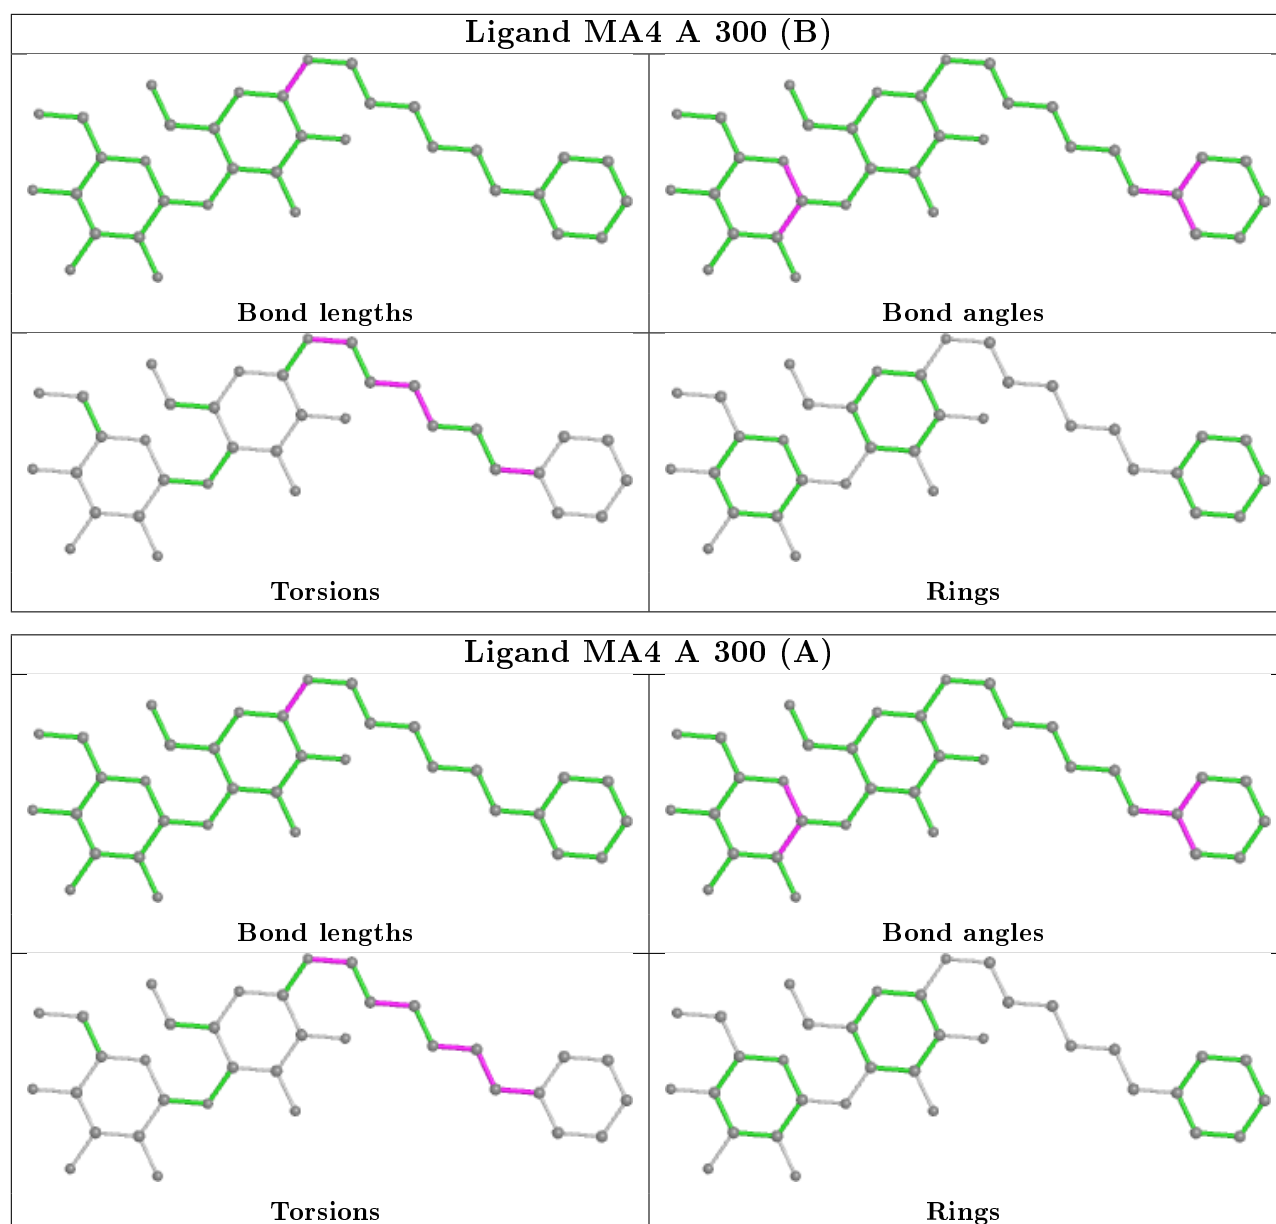 Ligand MA4 A 300 (B)
Bond lengths
Bond angles
Torsions
Rings
Ligand MA4 A 300 (A)
Bond lengths
Bond angles
Torsions
Rings